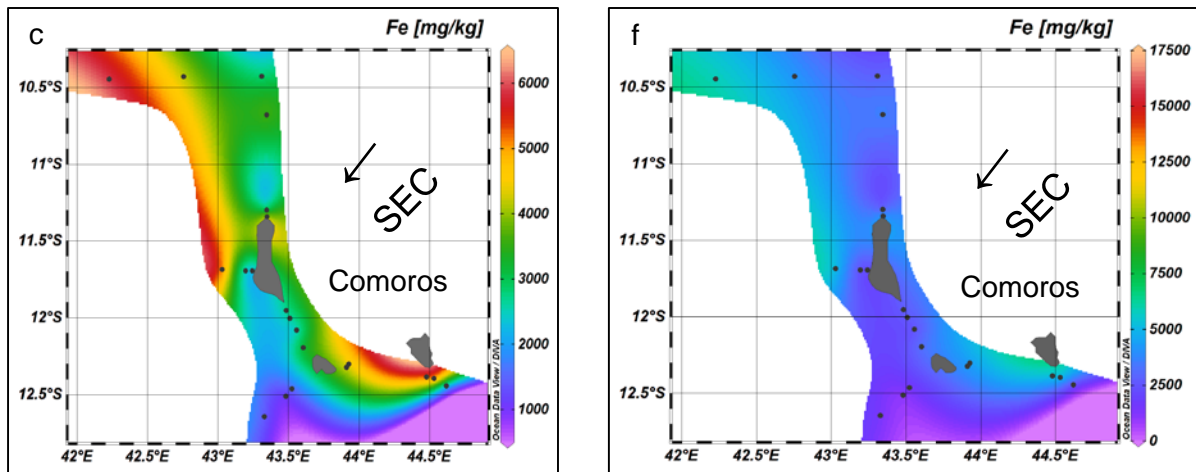 c
Fe [mg/kg]
10.5°S
11°S
11.5°S
12°S
12.5°S
42°E
42.5°E
43°E
43.5°E
44°E
44.5°E
SEC
Comoros
6000
5000
4000
3000
2000
1000
Ocean Data View / DIVA
f
Fe [mg/kg]
10.5°S
11°S
11.5°S
12°S
12.5°S
42°E
42.5°E
43°E
43.5°E
44°E
44.5°E
SEC
Comoros
17500
15000
12500
10000
7500
5000
2500
0
Ocean Data View / DIVA